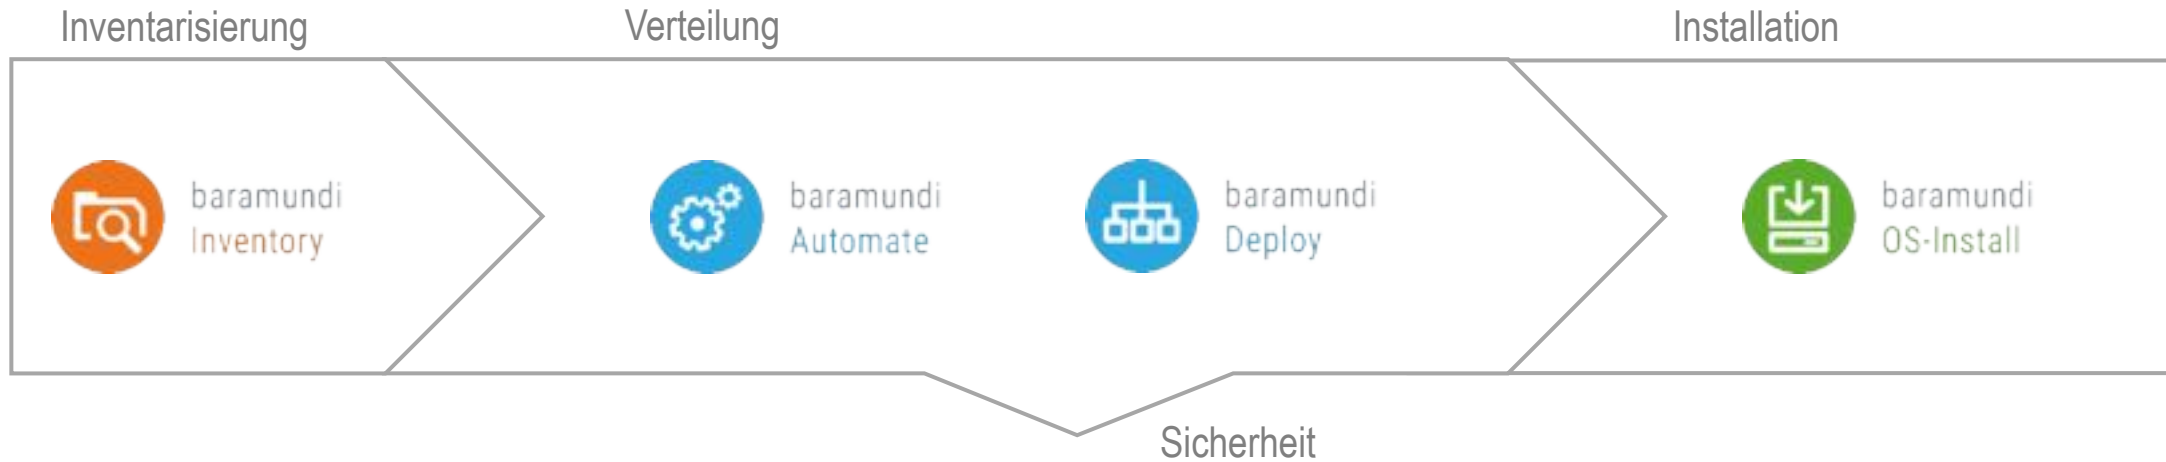 Inventarisierung
Verteilung
Installation
baramundi
Inventory
baramundi
Automate
baramundi
Deploy
baramundi
OS-Install
Sicherheit